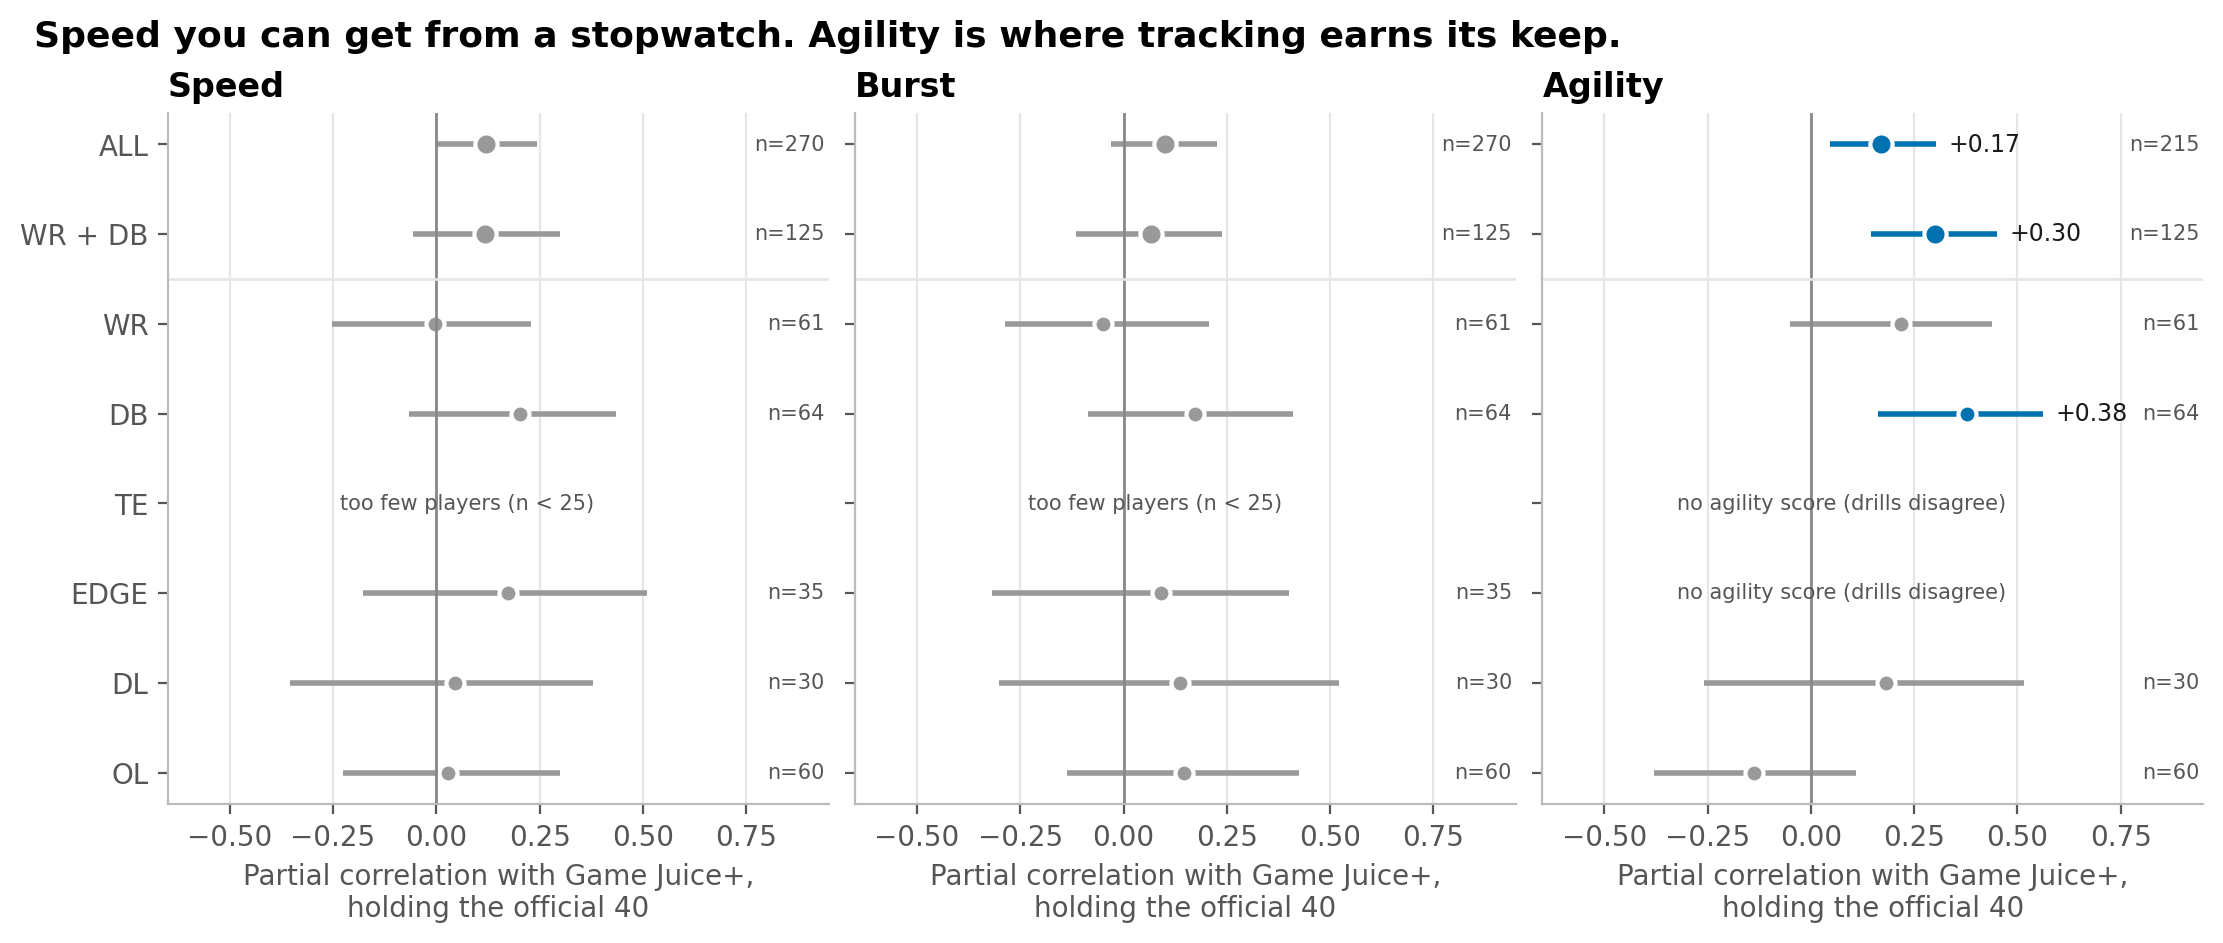 Speed you can get from a stopwatch. Agility is where tracking earns its keep.
Speed
Burst
Agility
ALL
n=270
n=270
+0.17
n=215
WR + DB
n=125
n=125
+0.30
n=125
WR
n=61
n=61
n=61
DB
n=64
n=64
+0.38
n=64
TE
too few players (n < 25)
too few players (n < 25)
no agility score (drills disagree)
EDGE
n=35
n=35
no agility score (drills disagree)
DL
n=30
n=30
n=30
OL
n=60
n=60
n=60
−0.50 −0.25 0.00 0.25 0.50 0.75
−0.50 −0.25 0.00 0.25 0.50 0.75
−0.50 −0.25 0.00 0.25 0.50 0.75
Partial correlation with Game Juice+,
holding the official 40
Partial correlation with Game Juice+,
holding the official 40
Partial correlation with Game Juice+,
holding the official 40